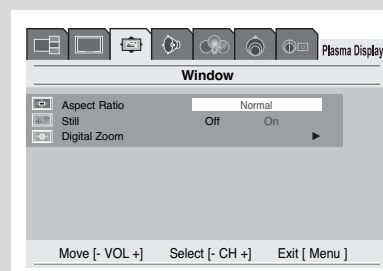 Plasma Display
Window
Aspect Ratio Normal
Still Off On
Digital Zoom ►
Move [- VOL +] Select [- CH +] Exit [ Menu ]